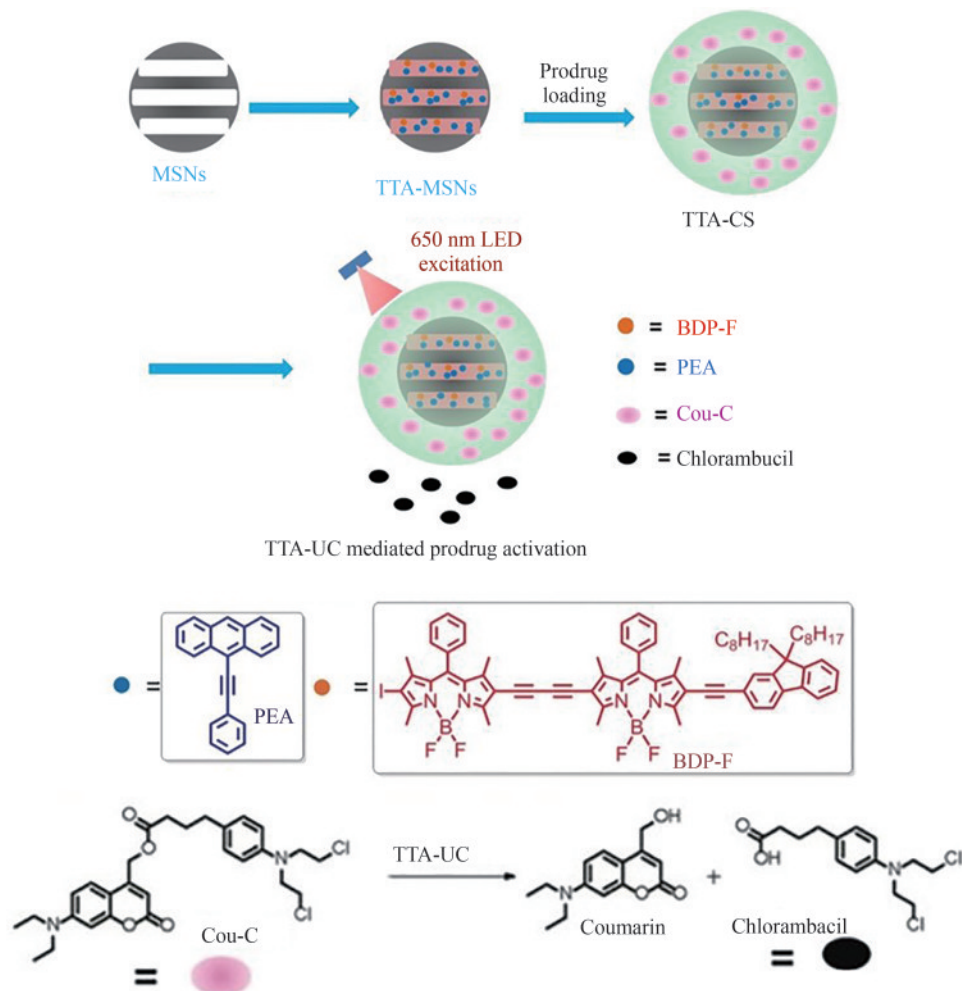 MSNs
TTA-MSNs
Prodrug
loading
TTA-CS
650 nm LED
excitation
= BDP-F
= PEA
= Cou-C
= Chlorambucil
TTA-UC mediated prodrug activation
=
PEA
=
C8H17
C8H17
I
N
N
B
F
F
N
N
B
F
F
BDP-F
O
O
N
Cl
Cl
N
O
O
Cou-C
=
TTA-UC
OH
N
O
O
Coumarin
+
O
OH
N
Cl
Cl
Chlorambacil
=